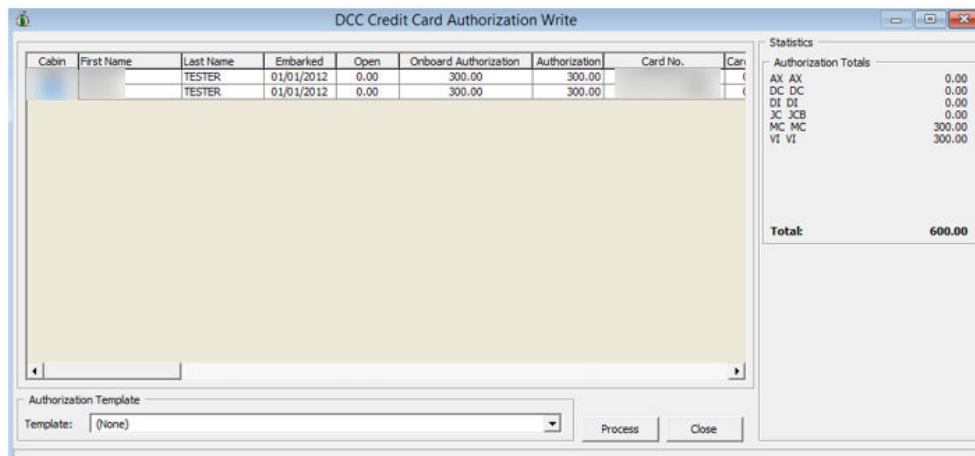 DCC Credit Card Authorization Write
Cabin First Name Last Name Embarked Open Onboard Authorization Authorization Card No.
TESTER 01/01/2012 0.00 300.00 300.00
TESTER 01/01/2012 0.00 300.00 300.00
Statistics
Authorization Totals
AX AX 0.00
DC DC 0.00
DI DI 0.00
JC JCB 0.00
MC MC 300.00
VI VI 300.00
Total: 600.00
Authorization Template
Template: (None)
Process Close